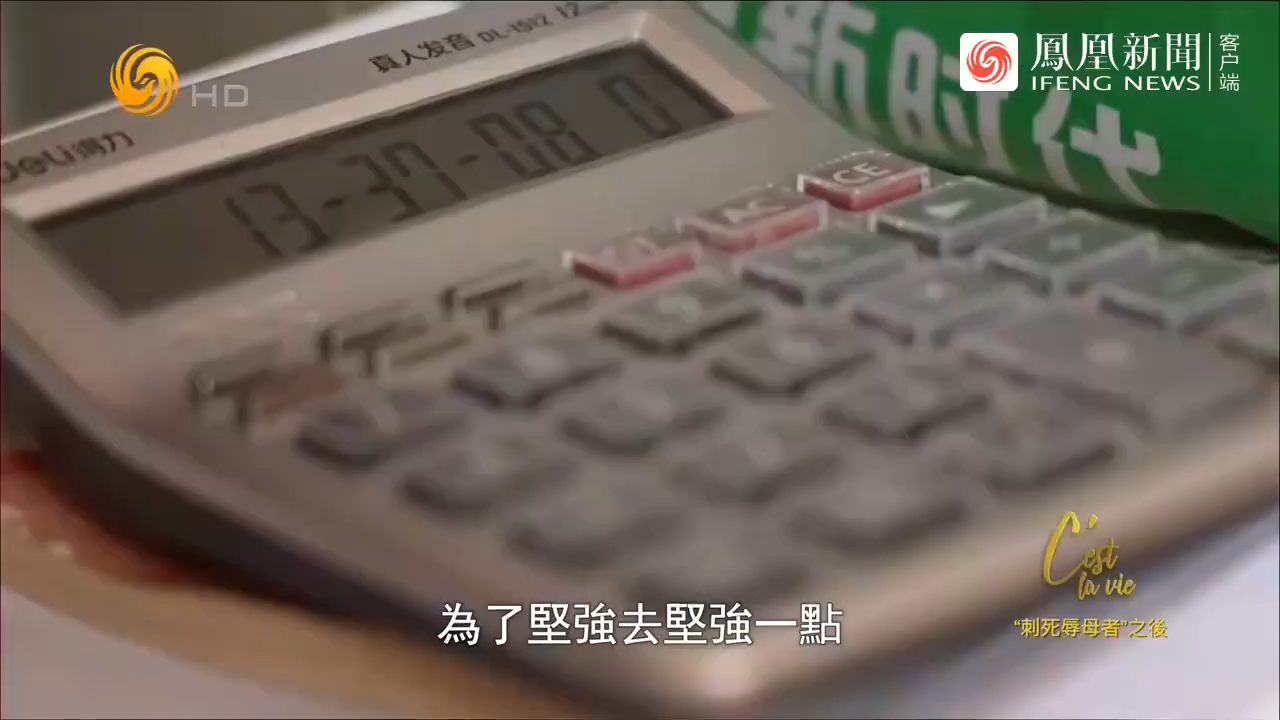 HD
鳳凰新聞
IFENG NEWS
客户端
真人发音 DL-1512 12
Deli得力
13-37-08 0
CE
AC
新时代
C'est
la vie
“刺死辱母者”之後
為了堅強去堅強一點